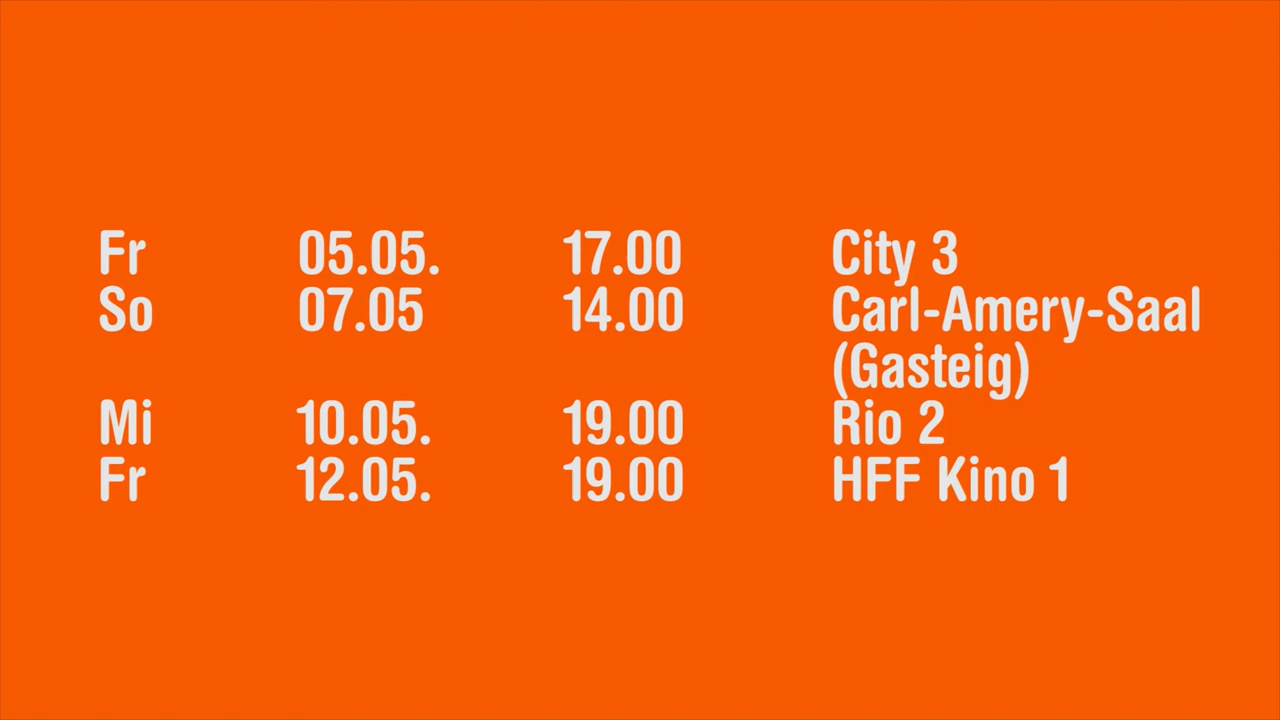 Fr 05.05. 17.00 City 3
So 07.05 14.00 Carl-Amery-Saal
(Gasteig)
Mi 10.05. 19.00 Rio 2
Fr 12.05. 19.00 HFF Kino 1